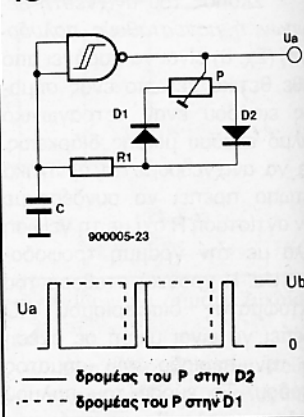 Ua
P
D1
D2
R1
C
900005-23
Ub
Ua
0
δρομέας του P στην D2
δρομέας του P στην D1